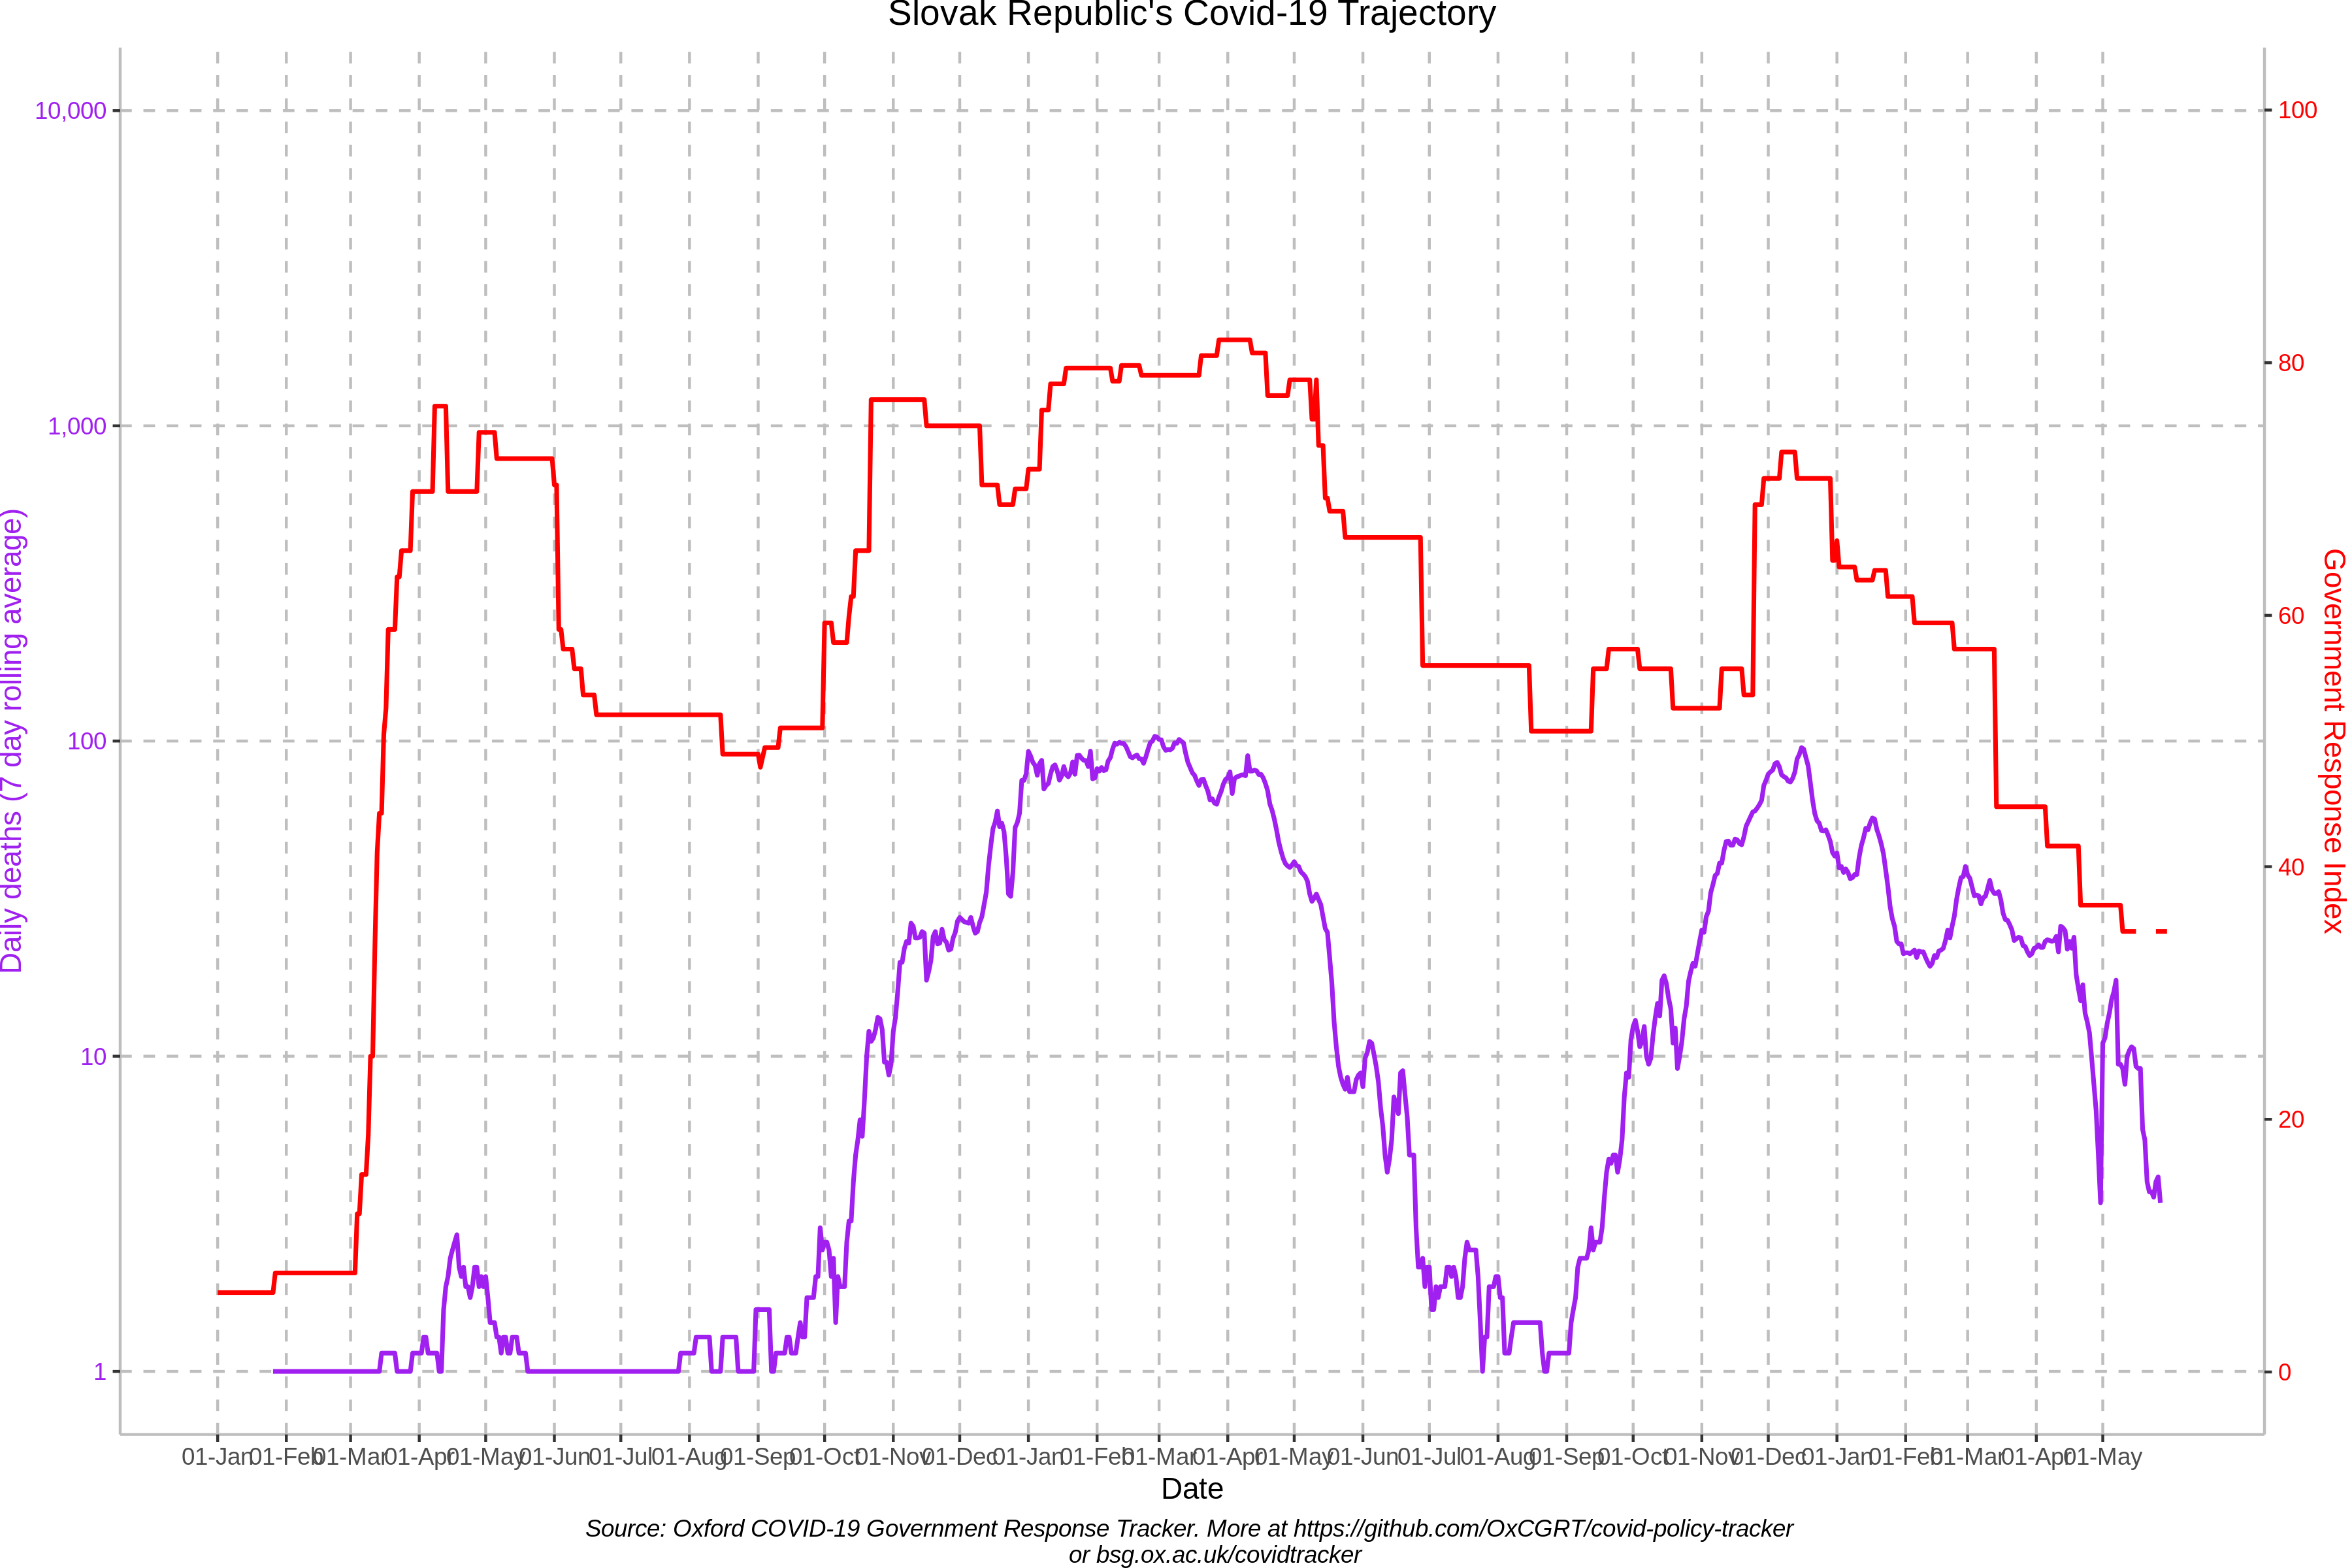 Slovak Republic's Covid-19 Trajectory
Daily deaths (7 day rolling average)
10,000
1,000
100
10
1
100
80
60
40
20
0
Government Response Index
01-Jan 01-Feb 01-Mar 01-Apr 01-May 01-Jun 01-Jul 01-Aug 01-Sep 01-Oct 01-Nov 01-Dec 01-Jan 01-Feb 01-Mar 01-Apr 01-May 01-Jun 01-Jul 01-Aug 01-Sep 01-Oct 01-Nov 01-Dec 01-Jan 01-Feb 01-Mar 01-Apr 01-May
Date
Source: Oxford COVID-19 Government Response Tracker. More at https://github.com/OxCGRT/covid-policy-tracker
or bsg.ox.ac.uk/covidtracker